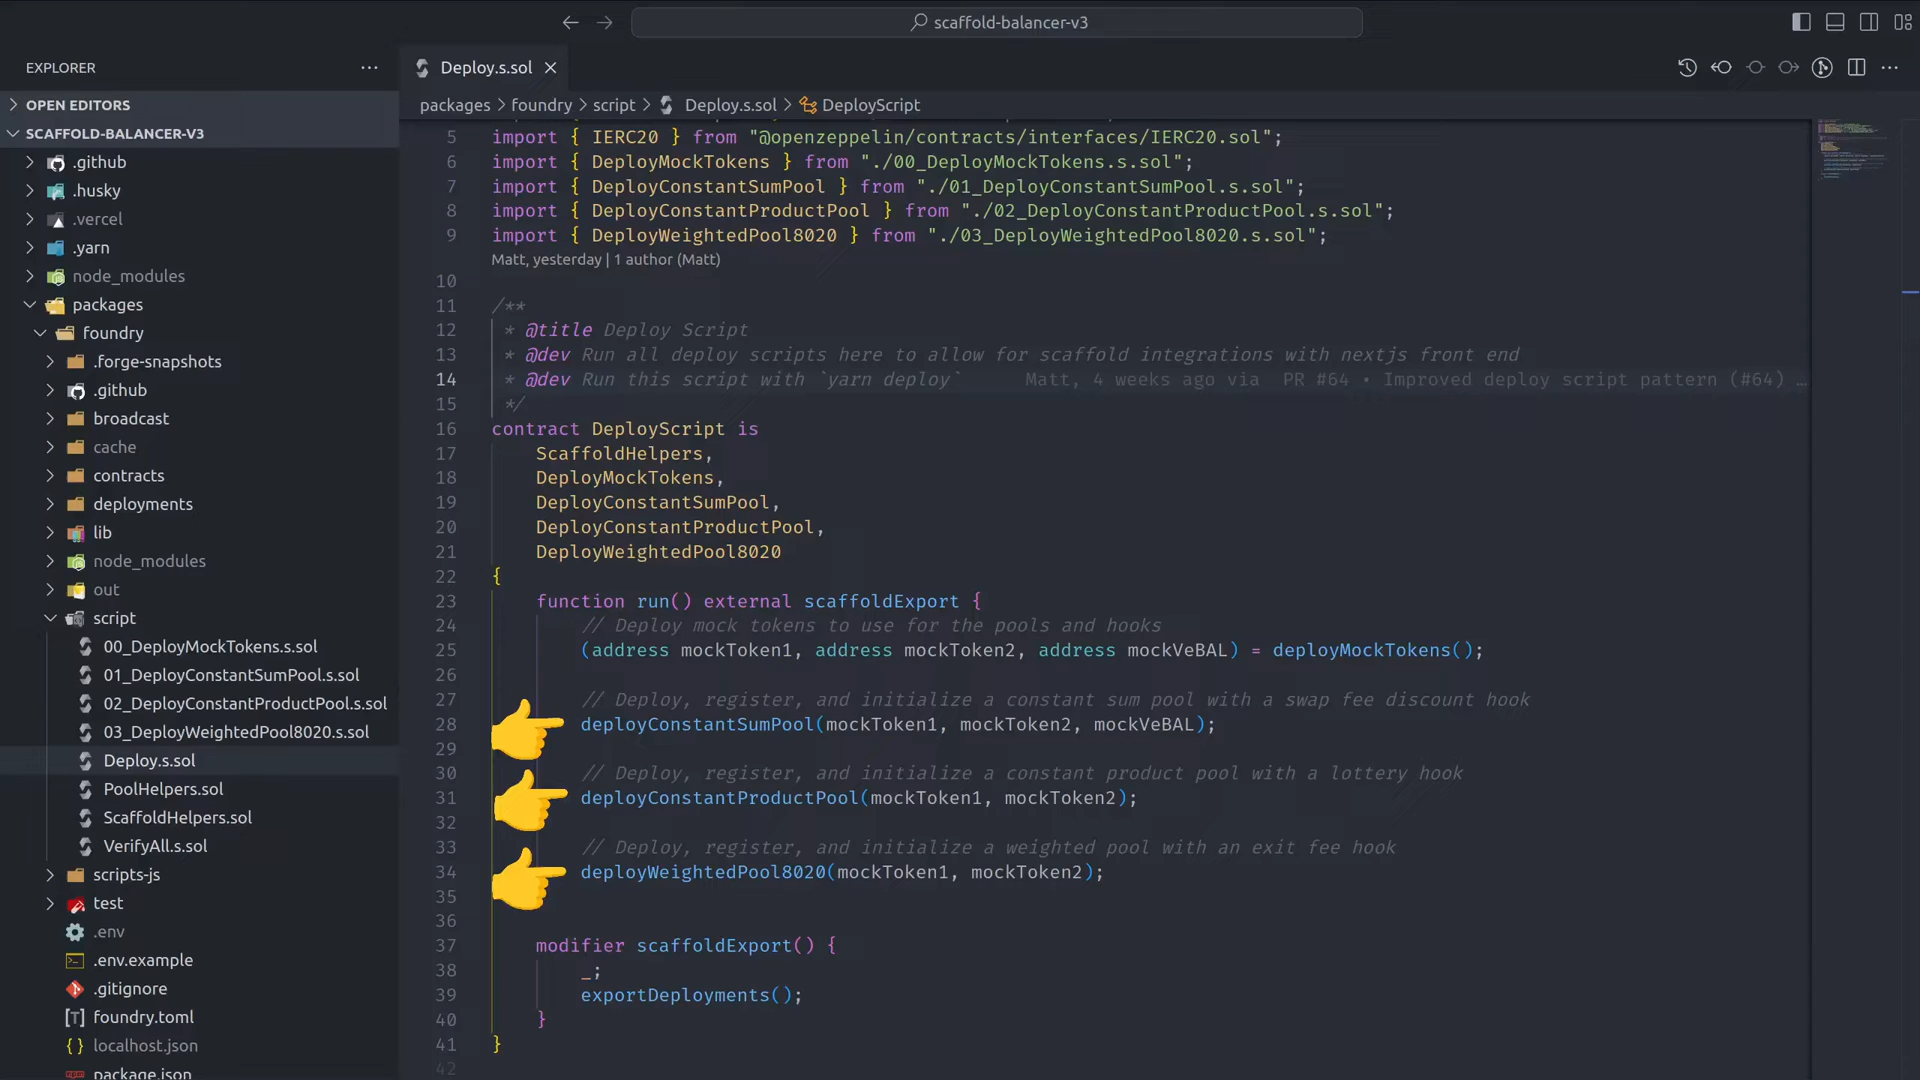 scaffold-balancer-v3
EXPLORER
OPEN EDITORS
SCAFFOLD-BALANCER-V3
.github
.husky
.vercel
.yarn
node_modules
packages
foundry
.forge-snapshots
.github
broadcast
cache
contracts
deployments
lib
node_modules
out
script
00_DeployMockTokens.s.sol
01_DeployConstantSumPool.s.sol
02_DeployConstantProductPool.s.sol
03_DeployWeightedPool8020.s.sol
Deploy.s.sol
PoolHelpers.sol
ScaffoldHelpers.sol
VerifyAll.s.sol
scripts-js
test
.env
.env.example
.gitignore
foundry.toml
localhost.json
package.json
Deploy.s.sol
packages > foundry > script > Deploy.s.sol > DeployScript
5 import { IERC20 } from "@openzeppelin/contracts/interfaces/IERC20.sol";
6 import { DeployMockTokens } from "./00_DeployMockTokens.s.sol";
7 import { DeployConstantSumPool } from "./01_DeployConstantSumPool.s.sol";
8 import { DeployConstantProductPool } from "./02_DeployConstantProductPool.s.sol";
9 import { DeployWeightedPool8020 } from "./03_DeployWeightedPool8020.s.sol";
Matt, yesterday | 1 author (Matt)
10
11 /**
12 * @title Deploy Script
13 * @dev Run all deploy scripts here to allow for scaffold integrations with nextjs front end
14 * @dev Run this script with `yarn deploy` Matt, 4 weeks ago via PR #64 • Improved deploy script pattern (#64) …
15 */
16 contract DeployScript is
17 ScaffoldHelpers,
18 DeployMockTokens,
19 DeployConstantSumPool,
20 DeployConstantProductPool,
21 DeployWeightedPool8020
22 {
23 function run() external scaffoldExport {
24 // Deploy mock tokens to use for the pools and hooks
25 (address mockToken1, address mockToken2, address mockVeBAL) = deployMockTokens();
26
27 // Deploy, register, and initialize a constant sum pool with a swap fee discount hook
28 deployConstantSumPool(mockToken1, mockToken2, mockVeBAL);
29
30 // Deploy, register, and initialize a constant product pool with a lottery hook
31 deployConstantProductPool(mockToken1, mockToken2);
32
33 // Deploy, register, and initialize a weighted pool with an exit fee hook
34 deployWeightedPool8020(mockToken1, mockToken2);
35
36
37 modifier scaffoldExport() {
38 _;
39 exportDeployments();
40 }
41 }
42